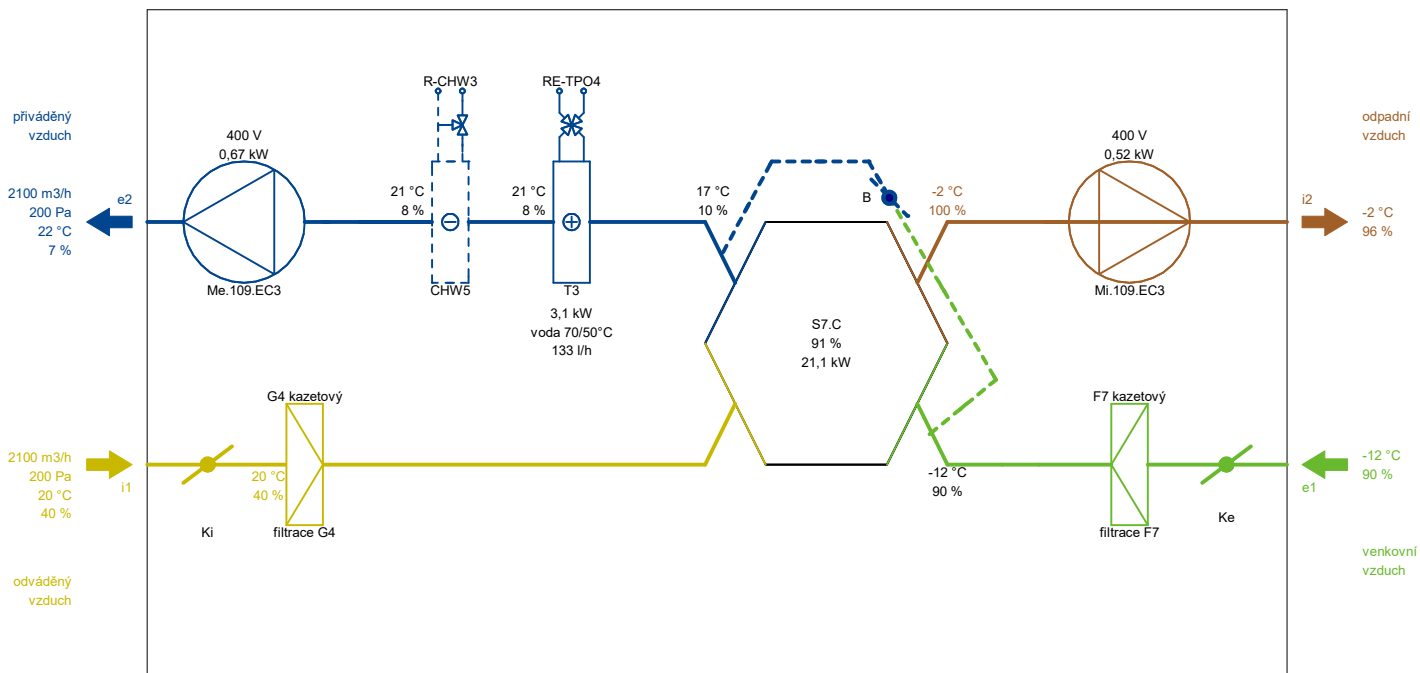 R-CHW3
RE-TPO4
přiváděný
vzduch
400 V
0,67 kW
400 V
0,52 kW
odpadní
vzduch
2100 m3/h
200 Pa
22 °C
7 %
e2
21 °C
8 %
21 °C
8 %
17 °C
10 %
B
-2 °C
100 %
i2
-2 °C
96 %
Me.109.EC3
CHW5
T3
3,1 kW
voda 70/50°C
133 l/h
Mi.109.EC3
S7.C
91 %
21,1 kW
G4 kazetový
F7 kazetový
2100 m3/h
200 Pa
20 °C
40 %
i1
20 °C
40 %
-12 °C
90 %
-12 °C
90 %
e1
Ki
filtrace G4
filtrace F7
Ke
odváděný
vzduch
venkovní
vzduch